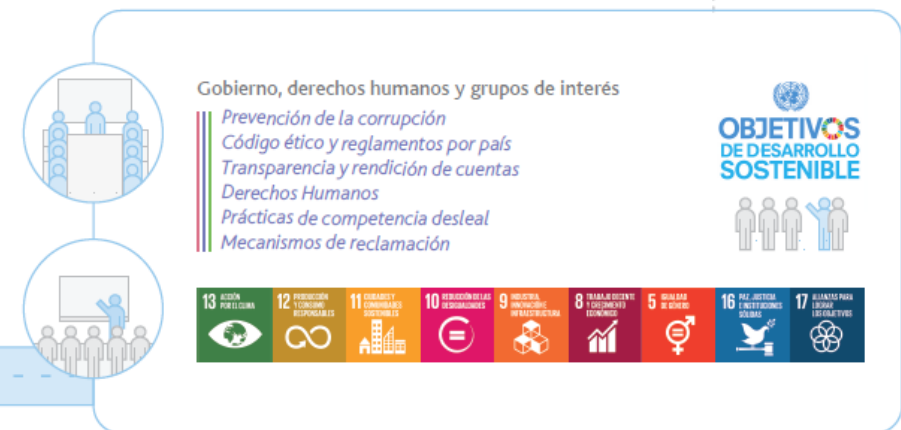 Gobierno, derechos humanos y grupos de interés
Prevención de la corrupción
Código ético y reglamentos por país
Transparencia y rendición de cuentas
Derechos Humanos
Prácticas de competencia desleal
Mecanismos de reclamación
OBJETIVOS
DE DESARROLLO
SOSTENIBLE
13 ACCIÓN
POR EL CLIMA
12 PRODUCCIÓN
Y CONSUMO
RESPONSABLES
11 CIUDADES Y
COMUNIDADES
SOSTENIBLES
10 REDUCCIÓN DE LAS
DESIGUALDADES
9 INDUSTRIA,
INNOVACIÓN E
INFRAESTRUCTURA
8 TRABAJO DECENTE
Y CRECIMIENTO
ECONÓMICO
5 IGUALDAD
DE GÉNERO
16 PAZ, JUSTICIA
E INSTITUCIONES
SÓLIDAS
17 ALIANZAS PARA
LOGRAR
LOS OBJETIVOS